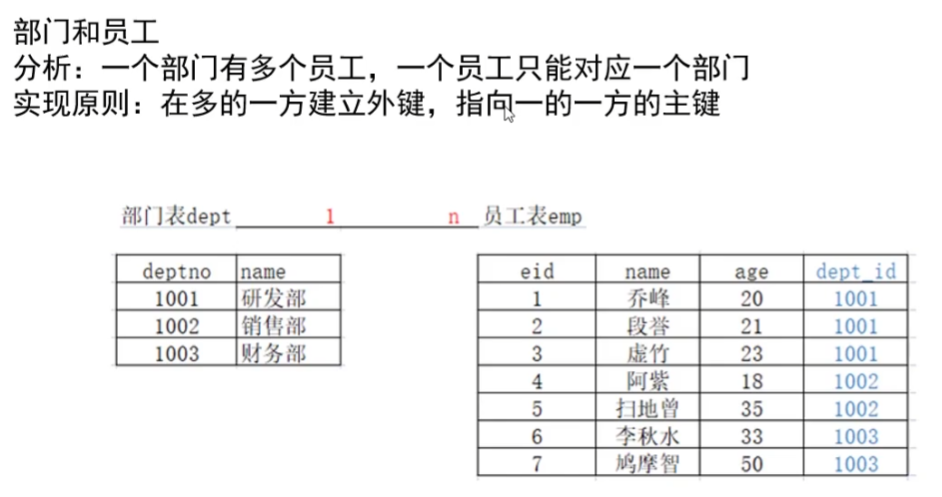 部门和员工
分析：一个部门有多个员工，一个员工只能对应一个部门
实现原则：在多的一方建立外键，指向一的一方的主键
部门表dept 1 n 员工表emp
deptno name
1001 研发部
1002 销售部
1003 财务部
eid name age dept_id
1 乔峰 20 1001
2 段誉 21 1001
3 虚竹 23 1001
4 阿紫 18 1002
5 扫地曾 35 1002
6 李秋水 33 1003
7 鸠摩智 50 1003